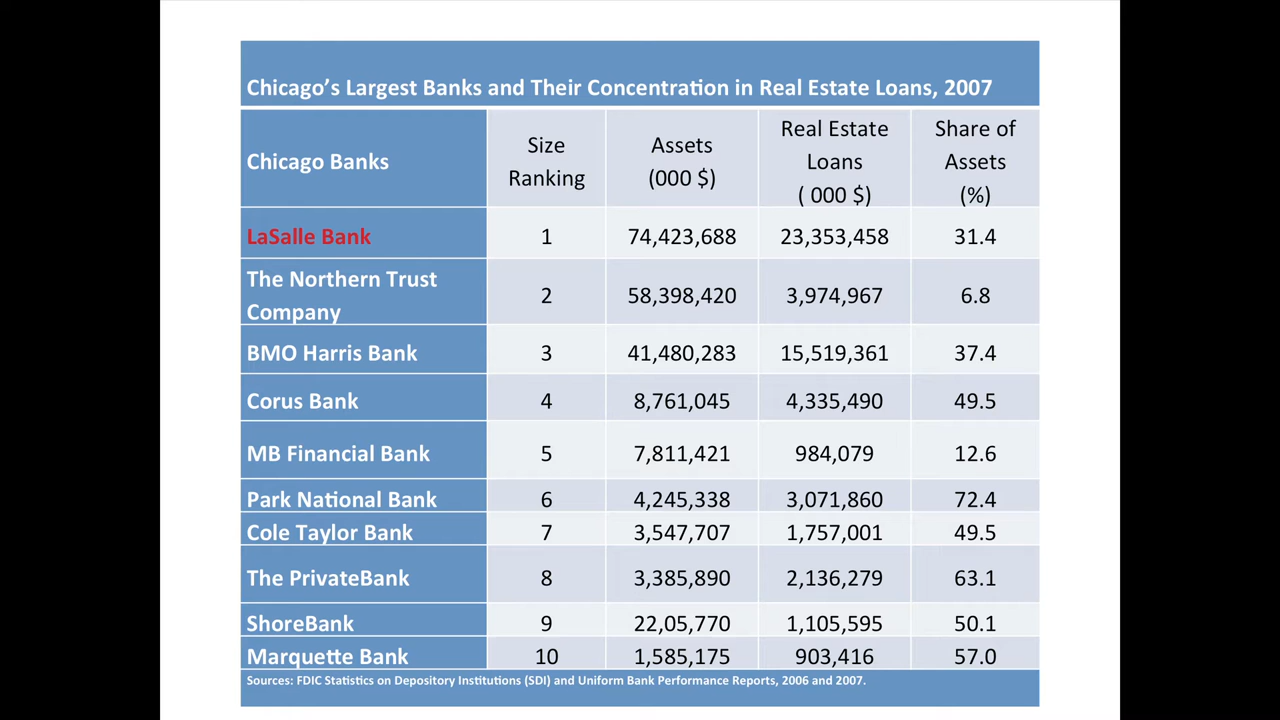 Chicago's Largest Banks and Their Concentration in Real Estate Loans, 2007
Chicago Banks Size Ranking Assets (000 $) Real Estate Loans ( 000 $) Share of Assets (%)
LaSalle Bank 1 74,423,688 23,353,458 31.4
The Northern Trust Company 2 58,398,420 3,974,967 6.8
BMO Harris Bank 3 41,480,283 15,519,361 37.4
Corus Bank 4 8,761,045 4,335,490 49.5
MB Financial Bank 5 7,811,421 984,079 12.6
Park National Bank 6 4,245,338 3,071,860 72.4
Cole Taylor Bank 7 3,547,707 1,757,001 49.5
The PrivateBank 8 3,385,890 2,136,279 63.1
ShoreBank 9 22,05,770 1,105,595 50.1
Marquette Bank 10 1,585,175 903,416 57.0
Sources: FDIC Statistics on Depository Institutions (SDI) and Uniform Bank Performance Reports, 2006 and 2007.